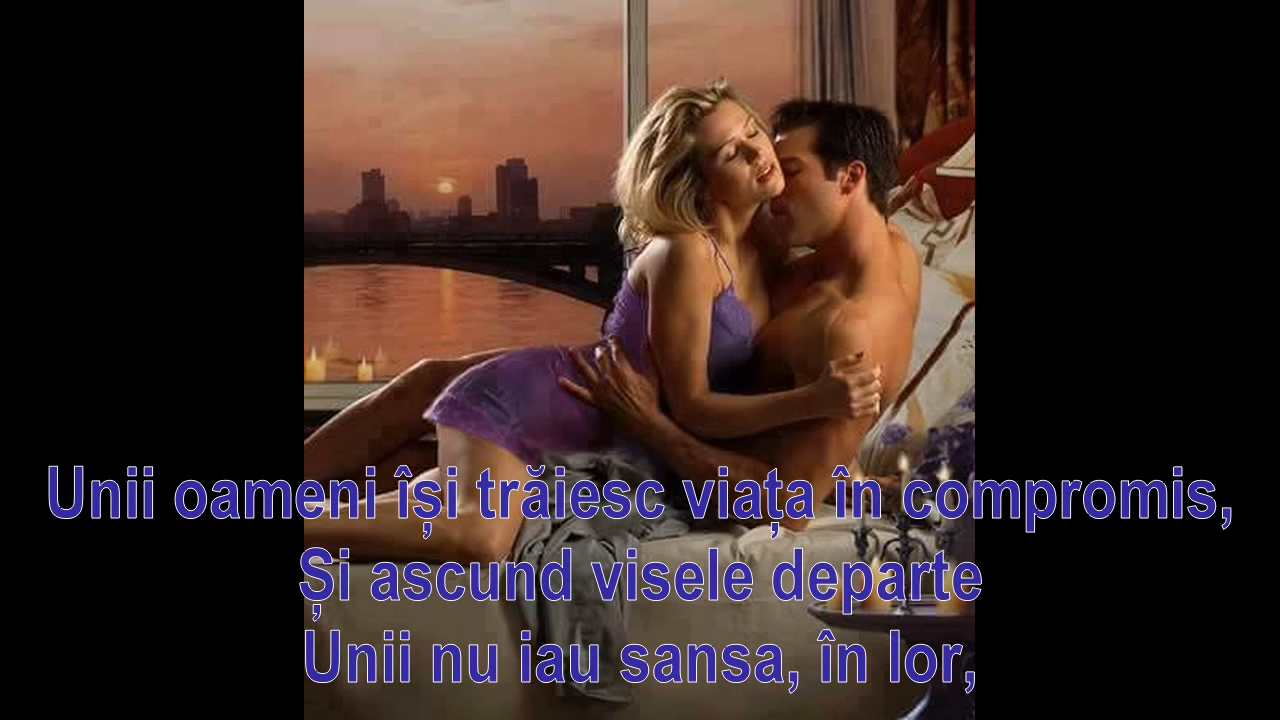 Unii oameni își trăiesc viața în compromis,
Și ascund visele departe
Unii nu iau sansa, în lor,